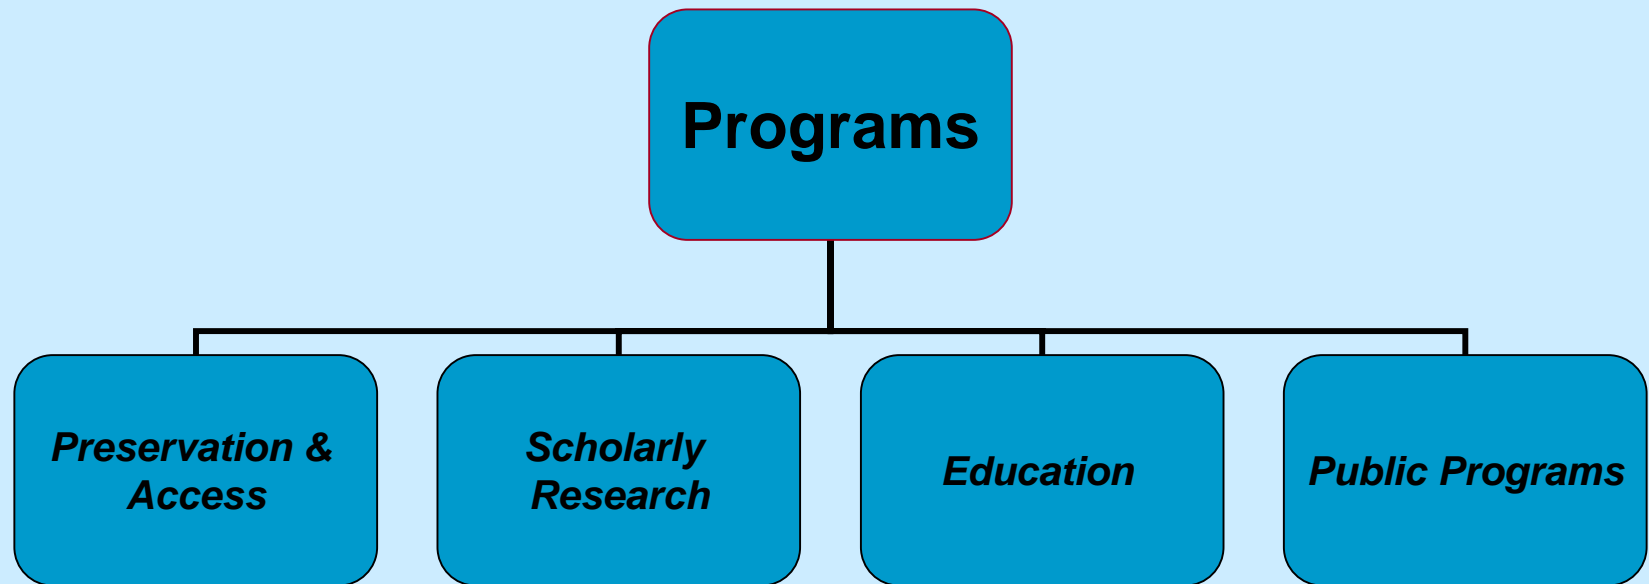 Programs
Preservation &
Access
Scholarly
Research
Education
Public Programs